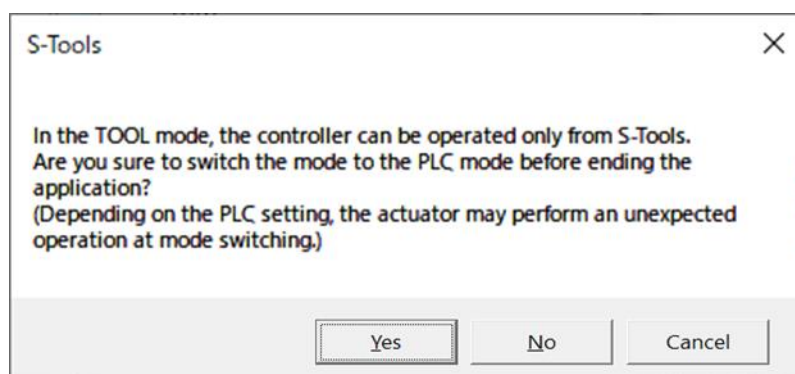 S-Tools
In the TOOL mode, the controller can be operated only from S-Tools.
Are you sure to switch the mode to the PLC mode before ending the
application?
(Depending on the PLC setting, the actuator may perform an unexpected
operation at mode switching.)
Yes
No
Cancel